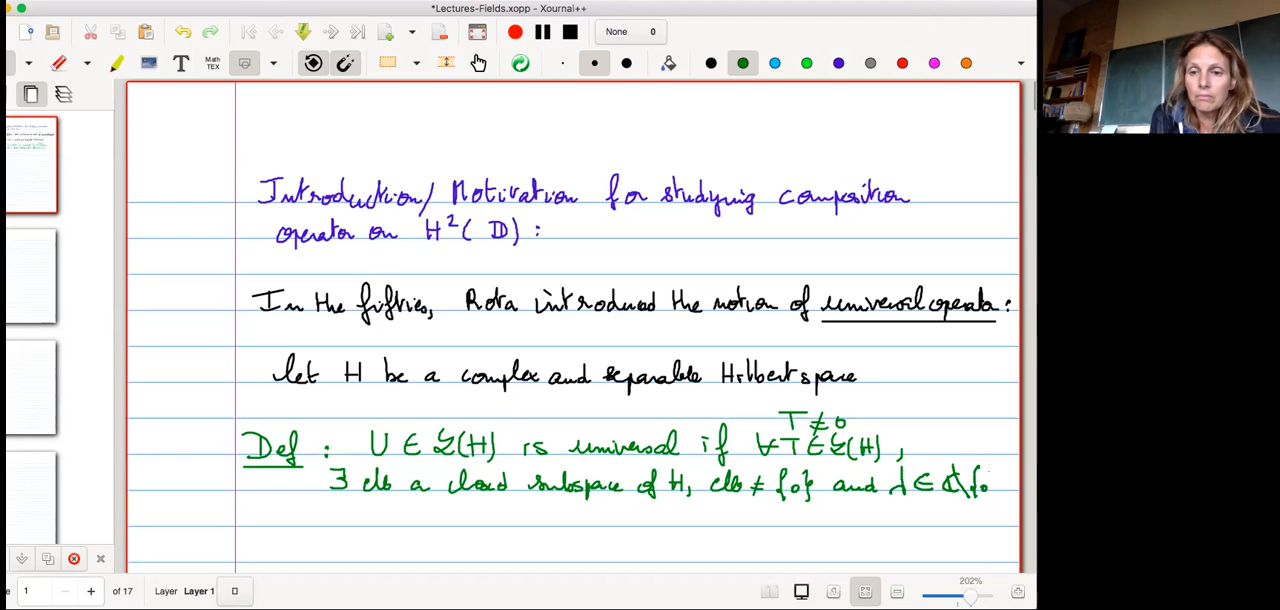 *Lectures-Fields.xopp - Xournal++
Math
TEX
None 0
Introduction/ Motivation for studying composition
operator on H²( 𝔻) :
In the fifties, Rota introduced the notion of universal operator :
let H be a complex and separable Hilbert space
T ≠ 0
Def : U ∈ ℒ(H) is universal if ∀ T ∈ ℒ(H) ,
∃ ℳ a closed subspace of H, ℳ ≠ {0} and λ ∈ ℂ\{0
e 1 of 17 Layer Layer 1 202%